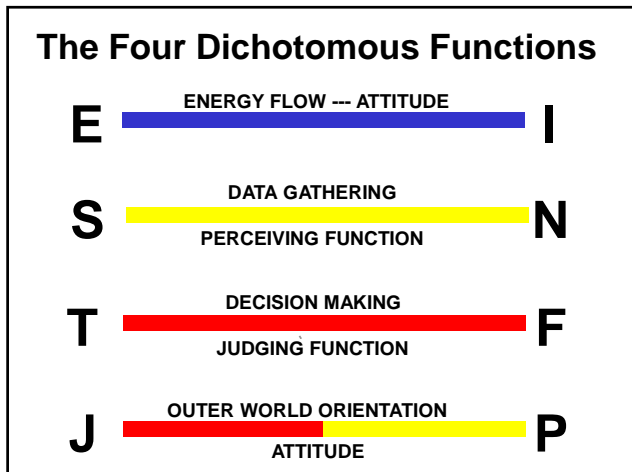 The Four Dichotomous Functions
ENERGY FLOW --- ATTITUDE
E I
DATA GATHERING
S N
PERCEIVING FUNCTION
DECISION MAKING
T F
JUDGING FUNCTION
OUTER WORLD ORIENTATION
J P
ATTITUDE